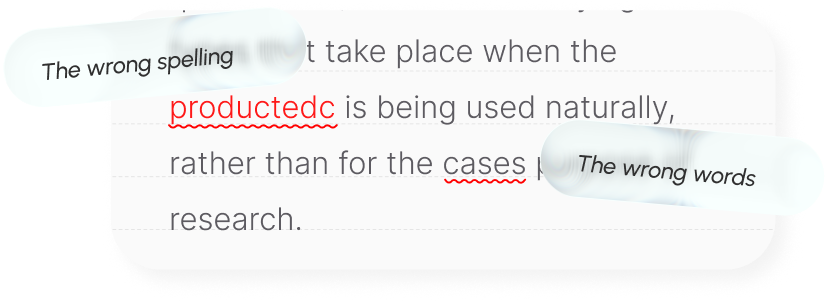 The wrong spelling
t take place when the
productedc is being used naturally,
rather than for the cases
The wrong words
research.